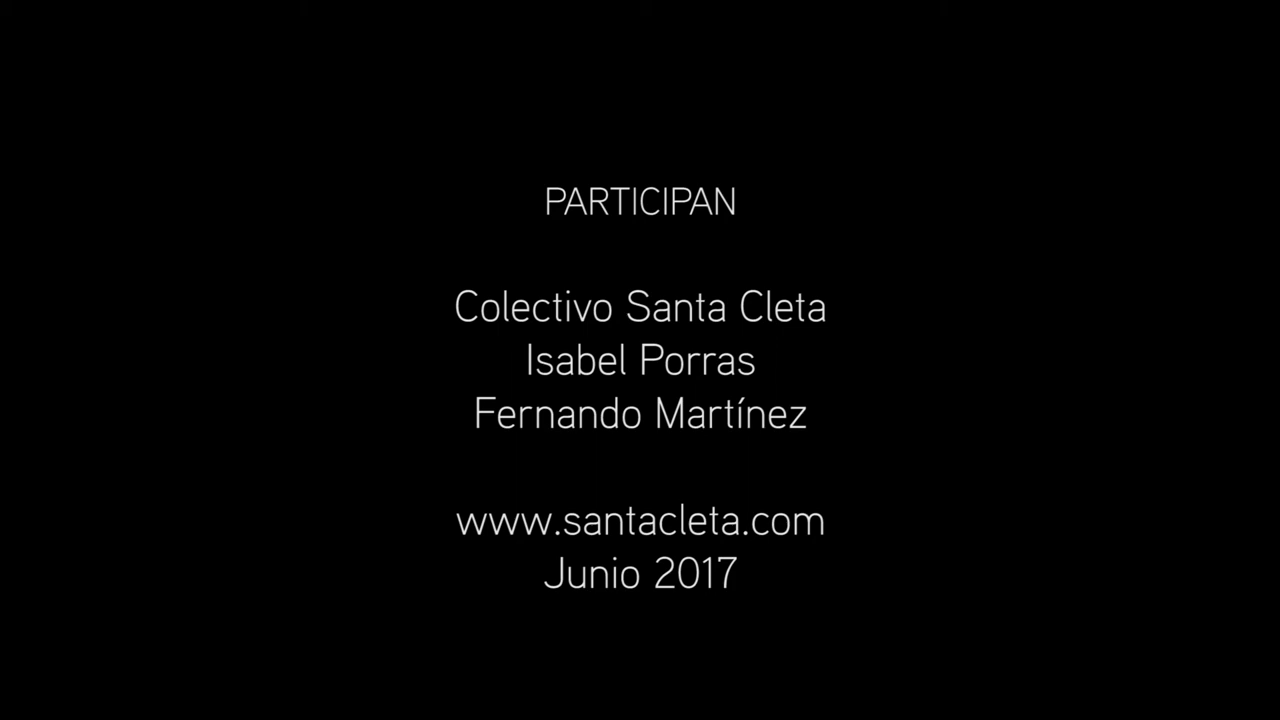 PARTICIPAN
Colectivo Santa Cleta
Isabel Porras
Fernando Martínez
www.santacleta.com
Junio 2017